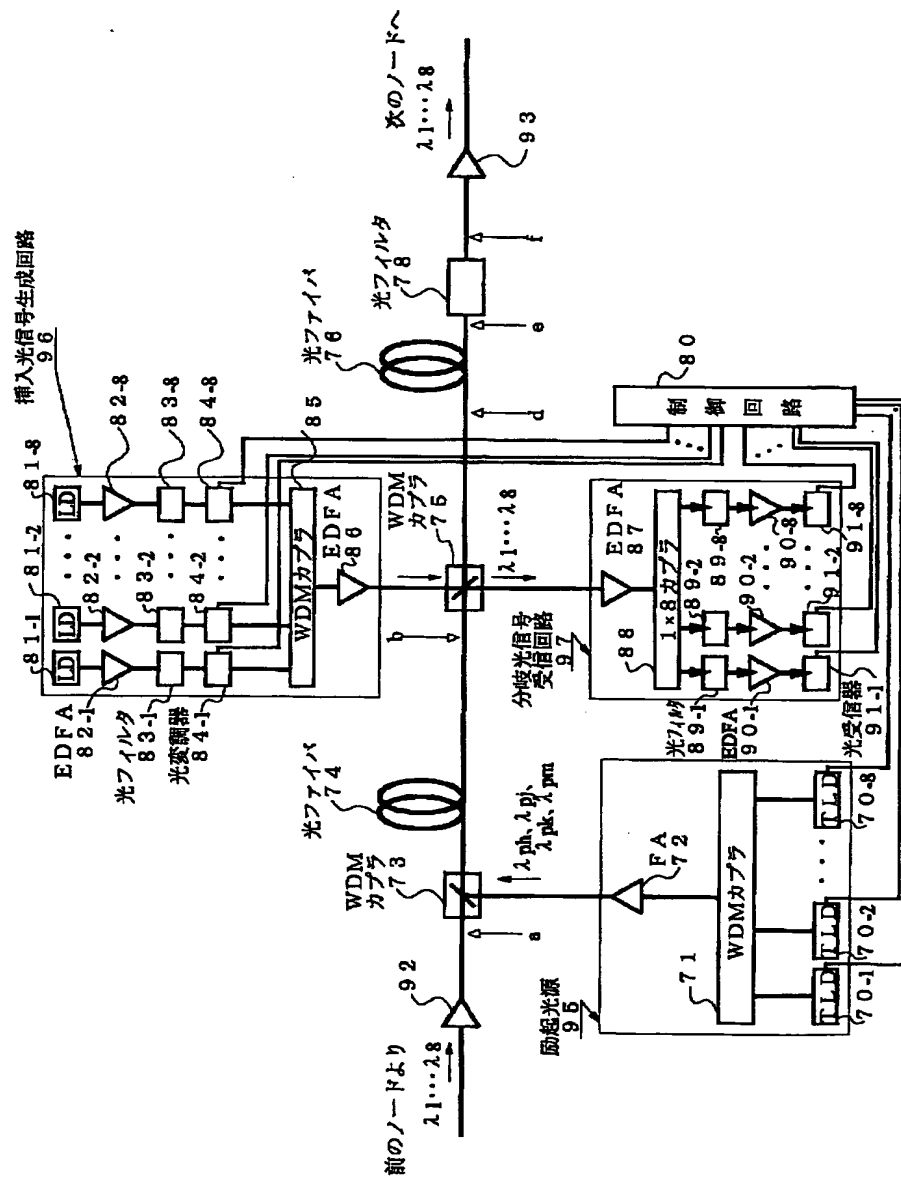 挿入光信号生成回路
96
81-1
81-2
81-8
LD
LD
LD
・・・
EDFA
82-1
82-2
・・・
82-8
光フィルタ
83-1
83-2
・・・
83-8
光変調器
84-1
84-2
・・・
84-8
WDMカプラ
85
EDFA
86
前のノードより
λ1・・・λ8
92
a
WDM
カプラ
73
光ファイバ
74
b
WDM
カプラ
75
λ1・・・λ8
d
光ファイバ
76
e
光フィルタ
78
f
93
次のノードへ
λ1・・・λ8
λph、λpj、
λpk、λpm
励起光源
95
FA
72
71
WDMカプラ
TLD
TLD
TLD
・・・
70-1
70-2
70-8
分岐光信号
受信回路
97
EDFA
87
88
1×8カプラ
光フィルタ
89-1
89-2
・・・
89-8
EDFA
90-1
90-2
・・・
90-8
光受信器
91-1
91-2
91-8
80
制御回路